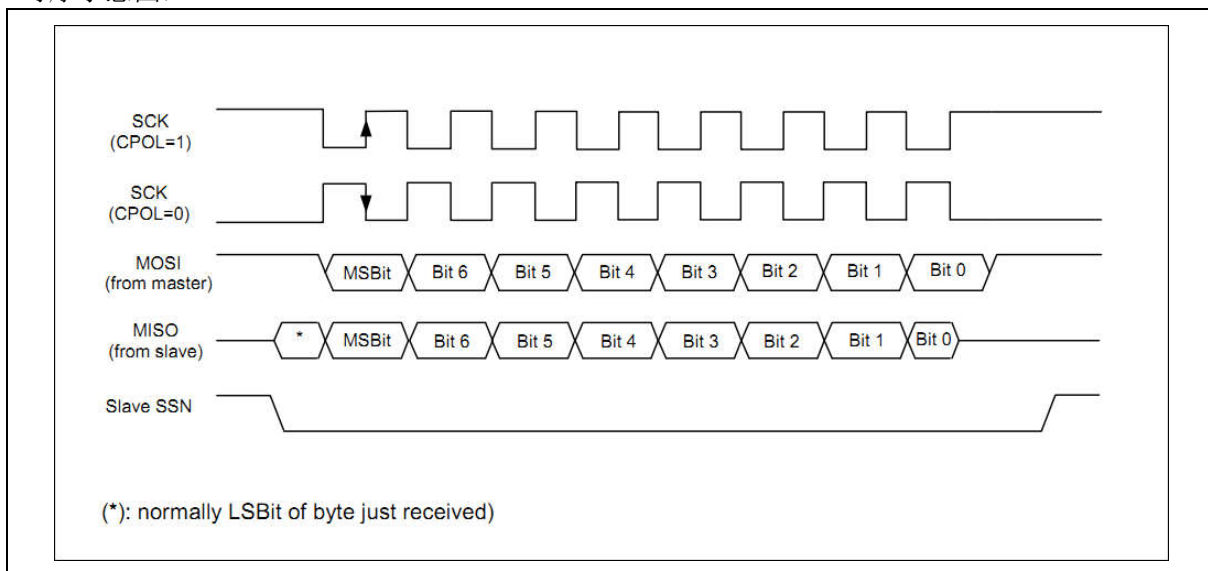 SCK
(CPOL=1)
SCK
(CPOL=0)
MOSI
(from master)
MSBit Bit 6 Bit 5 Bit 4 Bit 3 Bit 2 Bit 1 Bit 0
MISO
(from slave)
* MSBit Bit 6 Bit 5 Bit 4 Bit 3 Bit 2 Bit 1 Bit 0
Slave SSN
(*): normally LSBit of byte just received)